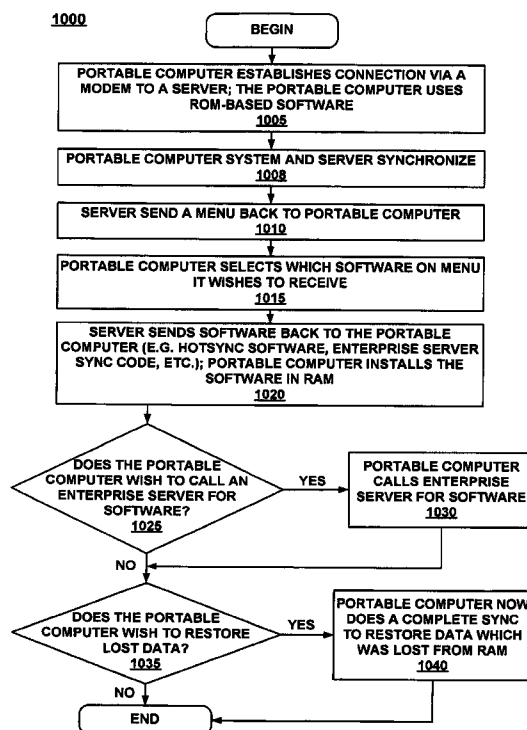 1000
BEGIN
PORTABLE COMPUTER ESTABLISHES CONNECTION VIA A
MODEM TO A SERVER; THE PORTABLE COMPUTER USES
ROM-BASED SOFTWARE
1005
PORTABLE COMPUTER SYSTEM AND SERVER SYNCHRONIZE
1008
SERVER SEND A MENU BACK TO PORTABLE COMPUTER
1010
PORTABLE COMPUTER SELECTS WHICH SOFTWARE ON MENU
IT WISHES TO RECEIVE
1015
SERVER SENDS SOFTWARE BACK TO THE PORTABLE
COMPUTER (E.G. HOTSYNC SOFTWARE, ENTERPRISE SERVER
SYNC CODE, ETC.); PORTABLE COMPUTER INSTALLS THE
SOFTWARE IN RAM
1020
DOES THE PORTABLE
COMPUTER WISH TO CALL AN
ENTERPRISE SERVER FOR
SOFTWARE?
1025
YES
PORTABLE COMPUTER
CALLS ENTERPRISE
SERVER FOR SOFTWARE
1030
NO
DOES THE PORTABLE
COMPUTER WISH TO RESTORE
LOST DATA?
1035
YES
PORTABLE COMPUTER NOW
DOES A COMPLETE SYNC
TO RESTORE DATA WHICH
WAS LOST FROM RAM
1040
NO
END